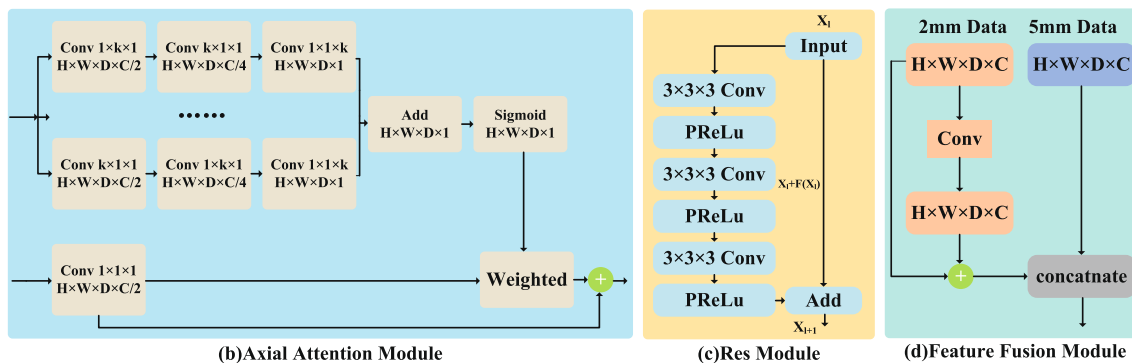 Conv 1×k×1
H×W×D×C/2
Conv k×1×1
H×W×D×C/4
Conv 1×1×k
H×W×D×1
••••••
Conv k×1×1
H×W×D×C/2
Conv 1×k×1
H×W×D×C/4
Conv 1×1×k
H×W×D×1
Add
H×W×D×1
Sigmoid
H×W×D×1
Conv 1×1×1
H×W×D×C/2
Weighted
+
(b)Axial Attention Module
Xₗ
Input
3×3×3 Conv
PReLu
3×3×3 Conv
Xₗ+F(Xₗ)
PReLu
3×3×3 Conv
PReLu
Add
Xₗ₊₁
(c)Res Module
2mm Data
5mm Data
H×W×D×C
H×W×D×C
Conv
H×W×D×C
+
concatnate
(d)Feature Fusion Module